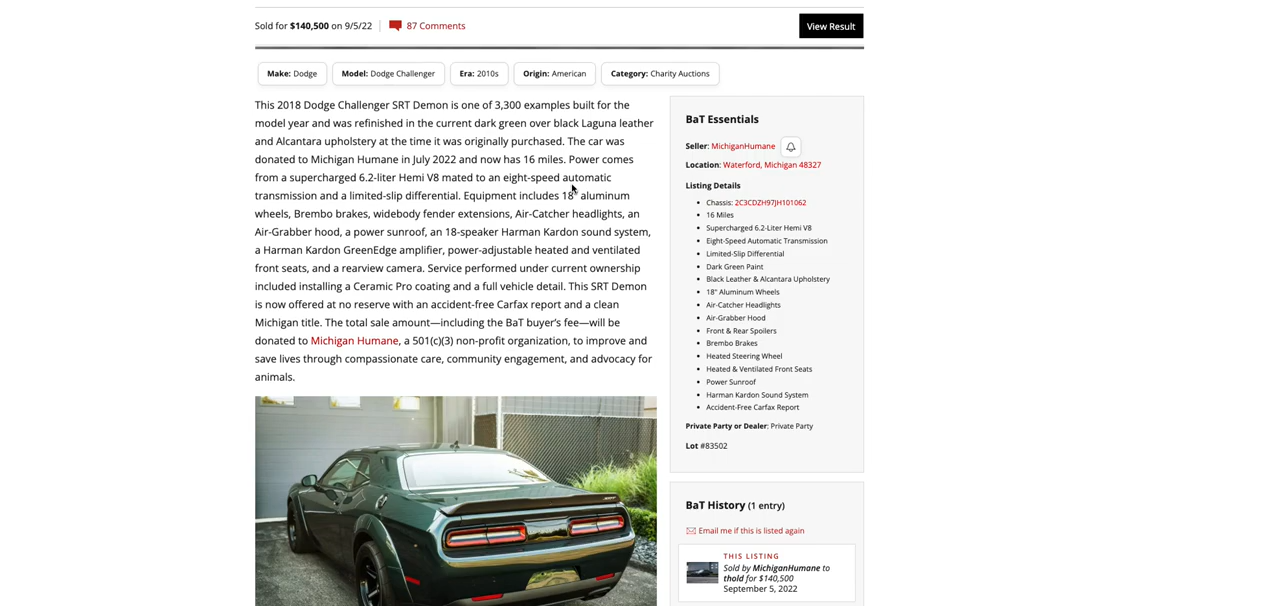 Sold for $140,500 on 9/5/22
87 Comments
View Result
Make: Dodge
Model: Dodge Challenger
Era: 2010s
Origin: American
Category: Charity Auctions
This 2018 Dodge Challenger SRT Demon is one of 3,300 examples built for the
model year and was refinished in the current dark green over black Laguna leather
and Alcantara upholstery at the time it was originally purchased. The car was
donated to Michigan Humane in July 2022 and now has 16 miles. Power comes
from a supercharged 6.2-liter Hemi V8 mated to an eight-speed automatic
transmission and a limited-slip differential. Equipment includes 18″ aluminum
wheels, Brembo brakes, widebody fender extensions, Air-Catcher headlights, an
Air-Grabber hood, a power sunroof, an 18-speaker Harman Kardon sound system,
a Harman Kardon GreenEdge amplifier, power-adjustable heated and ventilated
front seats, and a rearview camera. Service performed under current ownership
included installing a Ceramic Pro coating and a full vehicle detail. This SRT Demon
is now offered at no reserve with an accident-free Carfax report and a clean
Michigan title. The total sale amount—including the BaT buyer's fee—will be
donated to Michigan Humane, a 501(c)(3) non-profit organization, to improve and
save lives through compassionate care, community engagement, and advocacy for
animals.
BaT Essentials
Seller: MichiganHumane
Location: Waterford, Michigan 48327
Listing Details
• Chassis: 2C3CDZH97JH101062
• 16 Miles
• Supercharged 6.2-Liter Hemi V8
• Eight-Speed Automatic Transmission
• Limited-Slip Differential
• Dark Green Paint
• Black Leather & Alcantara Upholstery
• 18" Aluminum Wheels
• Air-Catcher Headlights
• Air-Grabber Hood
• Front & Rear Spoilers
• Brembo Brakes
• Heated Steering Wheel
• Heated & Ventilated Front Seats
• Power Sunroof
• Harman Kardon Sound System
• Accident-Free Carfax Report
Private Party or Dealer: Private Party
Lot #83502
BaT History (1 entry)
Email me if this is listed again
THIS LISTING
Sold by MichiganHumane to
thold for $140,500
September 5, 2022